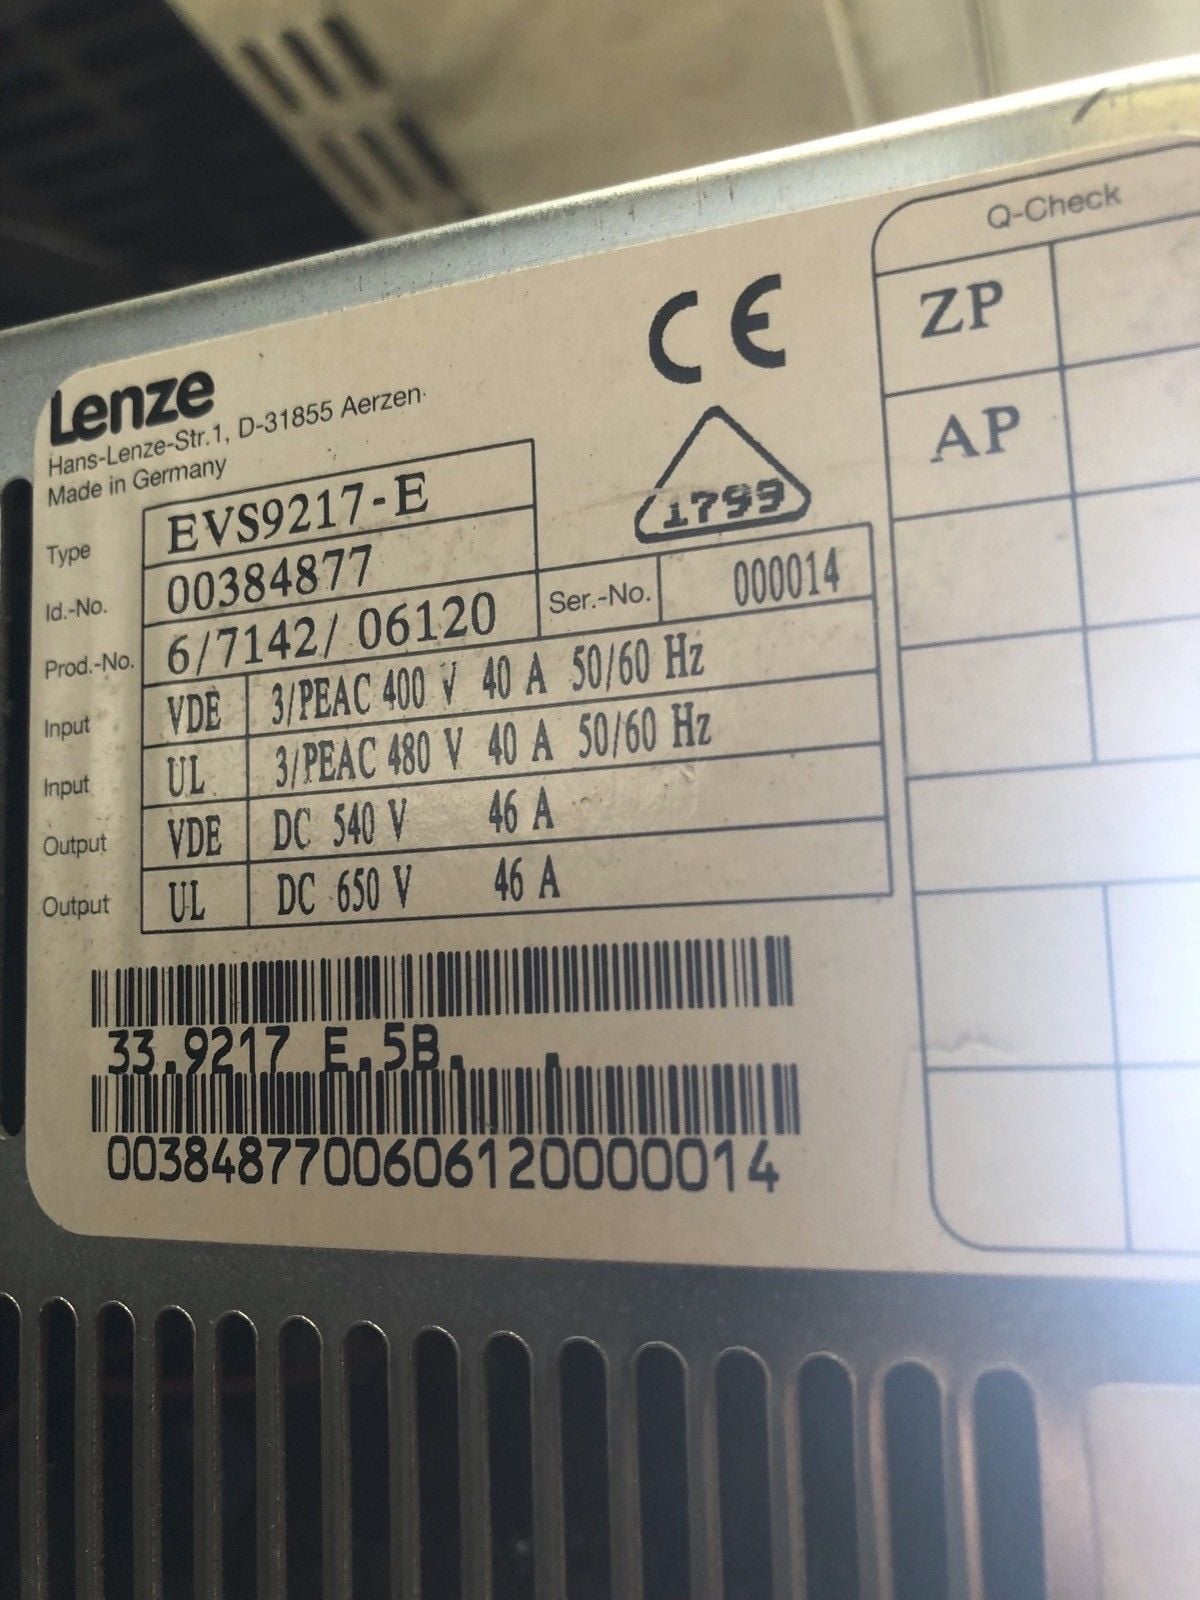 Lenze
Hans-Lenze-Str.1, D-31855 Aerzen
Made in Germany
CE
1799
Type EVS9217-E
Id.-No. 00384877
Prod.-No. 6/7142/ 06120 Ser.-No. 000014
Input VDE 3/PEAC 400 V 40 A 50/60 Hz
Input UL 3/PEAC 480 V 40 A 50/60 Hz
Output VDE DC 540 V 46 A
Output UL DC 650 V 46 A
33.9217 E.5B. .
0038487700606120000014
Q-Check
ZP
AP